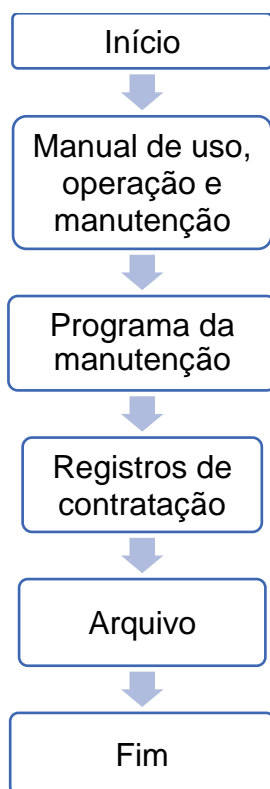 Início
Manual de uso,
operação e
manutenção
Programa da
manutenção
Registros de
contratação
Arquivo
Fim